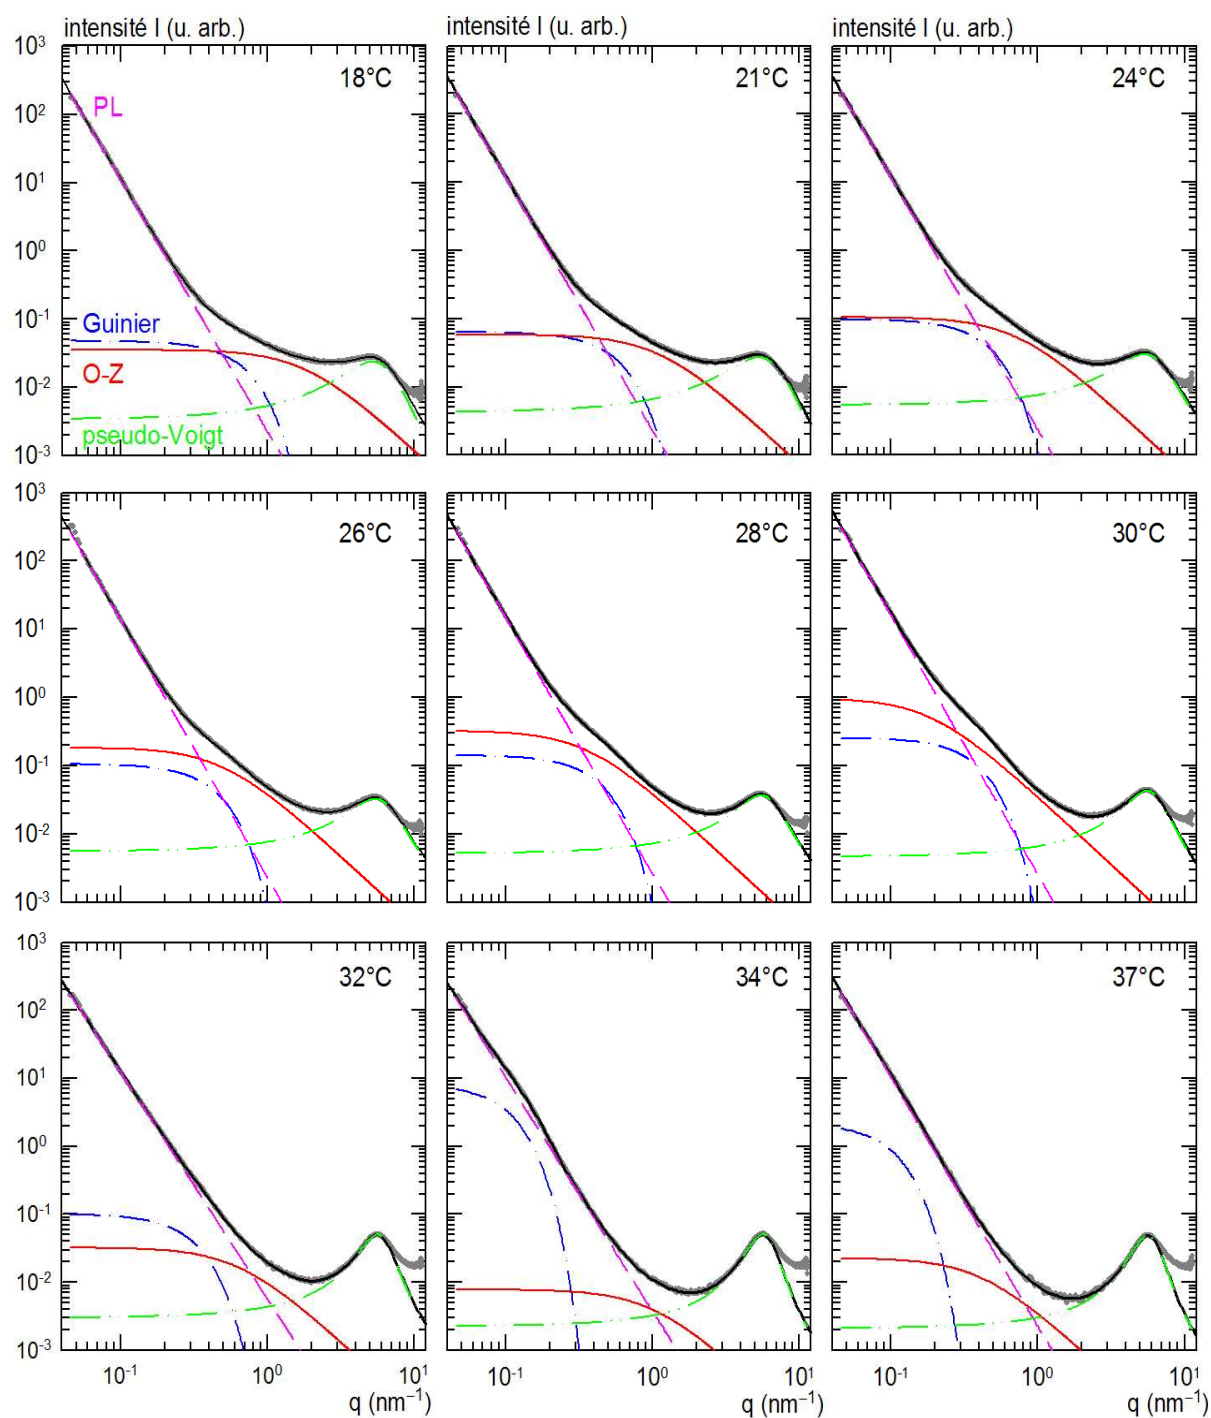 intensité I (u. arb.)
intensité I (u. arb.)
intensité I (u. arb.)
10³
18°C
21°C
24°C
10²
PL
10¹
10⁰
10⁻¹
Guinier
O-Z
10⁻²
pseudo-Voigt
10⁻³
10³
26°C
28°C
30°C
10²
10¹
10⁰
10⁻¹
10⁻²
10⁻³
10³
32°C
34°C
37°C
10²
10¹
10⁰
10⁻¹
10⁻²
10⁻³
10⁻¹ 10⁰ 10¹
10⁻¹ 10⁰ 10¹
10⁻¹ 10⁰ 10¹
q (nm⁻¹)
q (nm⁻¹)
q (nm⁻¹)